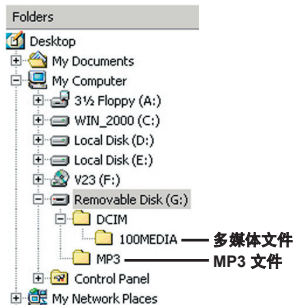 Folders
Desktop
My Documents
My Computer
3½ Floppy (A:)
WIN_2000 (C:)
Local Disk (D:)
Local Disk (E:)
V23 (F:)
Removable Disk (G:)
DCIM
100MEDIA 多媒体文件
MP3 MP3 文件
Control Panel
My Network Places